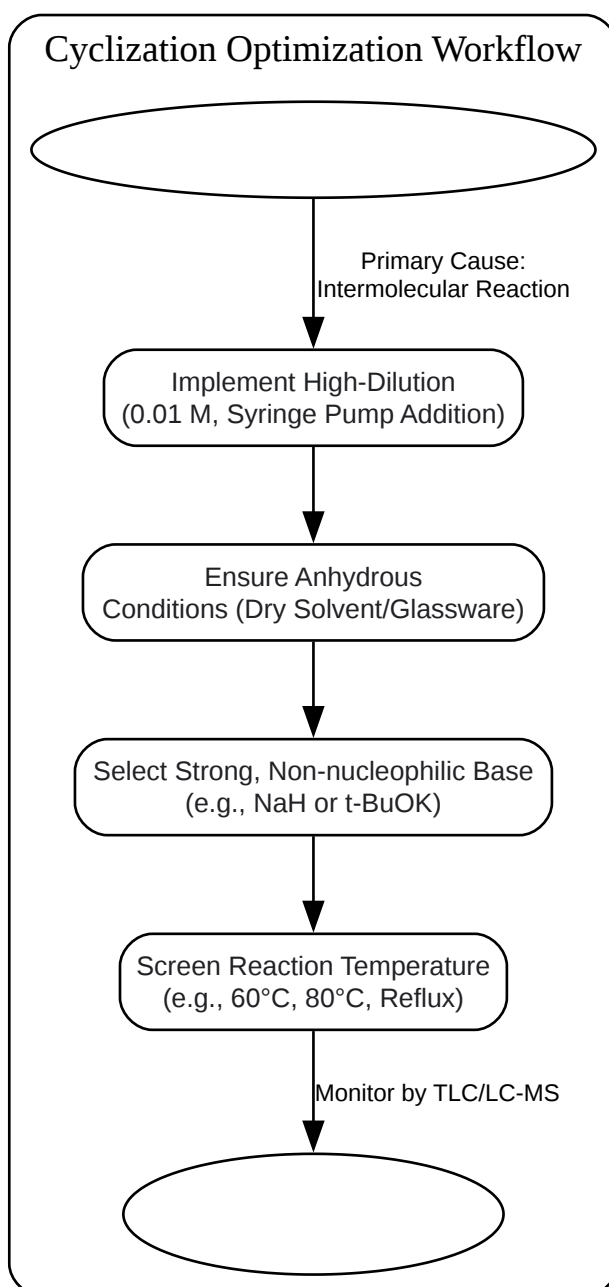 Cyclization Optimization Workflow
Primary Cause:
Intermolecular Reaction
Implement High-Dilution
(0.01 M, Syringe Pump Addition)
Ensure Anhydrous
Conditions (Dry Solvent/Glassware)
Select Strong, Non-nucleophilic Base
(e.g., NaH or t-BuOK)
Screen Reaction Temperature
(e.g., 60°C, 80°C, Reflux)
Monitor by TLC/LC-MS